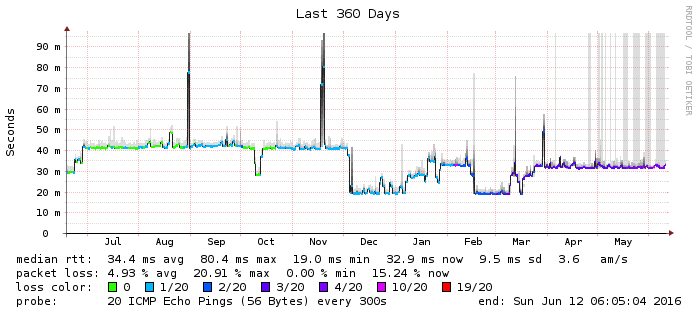 Last 360 Days
RRDTOOL / TOBI OETIKER
Seconds
90 m
80 m
70 m
60 m
50 m
40 m
30 m
20 m
10 m
0
Jul Aug Sep Oct Nov Dec Jan Feb Mar Apr May
median rtt: 34.4 ms avg 80.4 ms max 19.0 ms min 32.9 ms now 9.5 ms sd 3.6 am/s
packet loss: 4.93 % avg 20.91 % max 0.00 % min 15.24 % now
loss color: 0 1/20 2/20 3/20 4/20 10/20 19/20
probe: 20 ICMP Echo Pings (56 Bytes) every 300s end: Sun Jun 12 06:05:04 2016